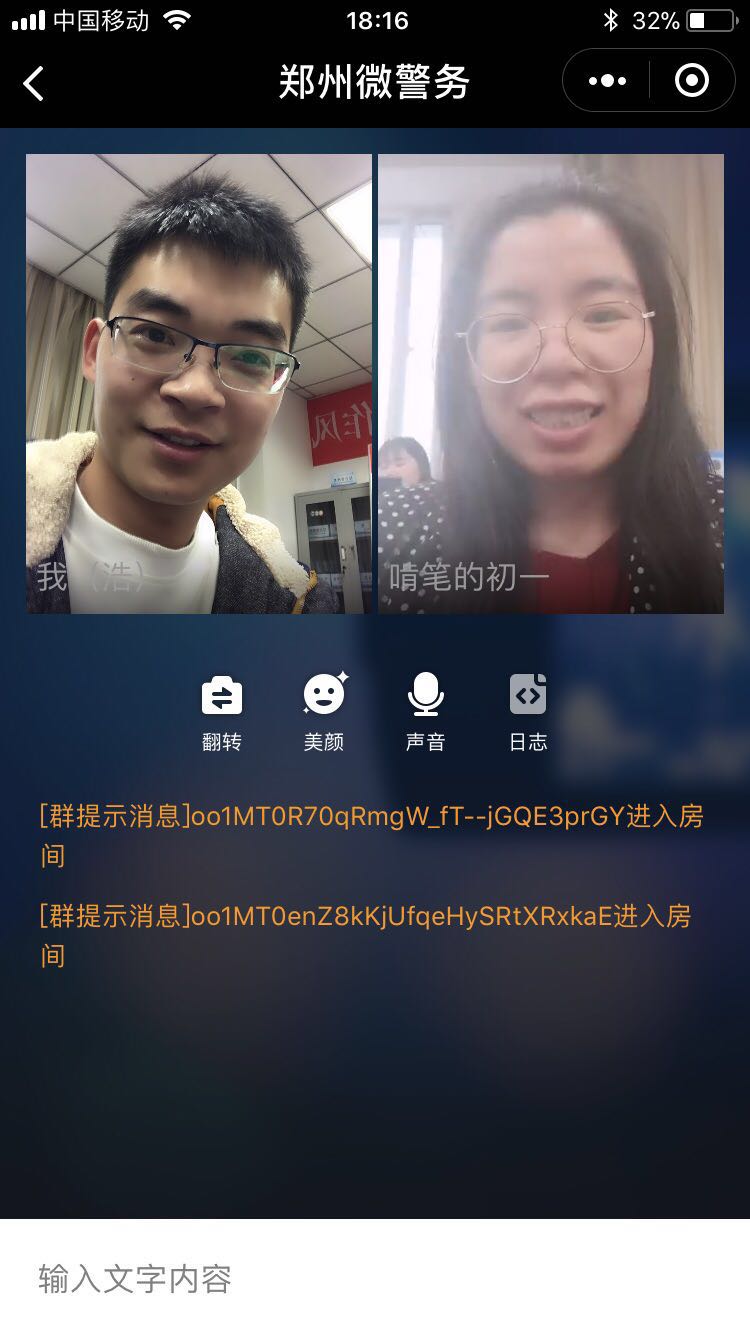 中国移动 18:16 32%
郑州微警务
作风
我（浩）
啃笔的初一
翻转 美颜 声音 日志
[群提示消息]oo1MT0R70qRmgW_fT--jGQE3prGY进入房
间
[群提示消息]oo1MT0enZ8kKjUfqeHySRtXRxkaE进入房
间
输入文字内容